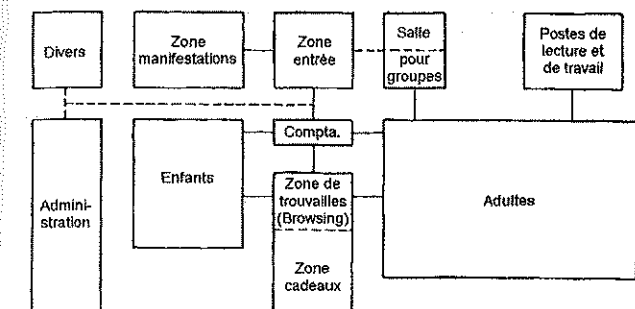 Divers
Zone
manifestations
Zone
entrée
Salle
pour
groupes
Postes de
lecture et
de travail
Compta.
Enfants
Adultes
Admini-
stration
Zone de
trouvailles
(Browsing)
Zone
cadeaux